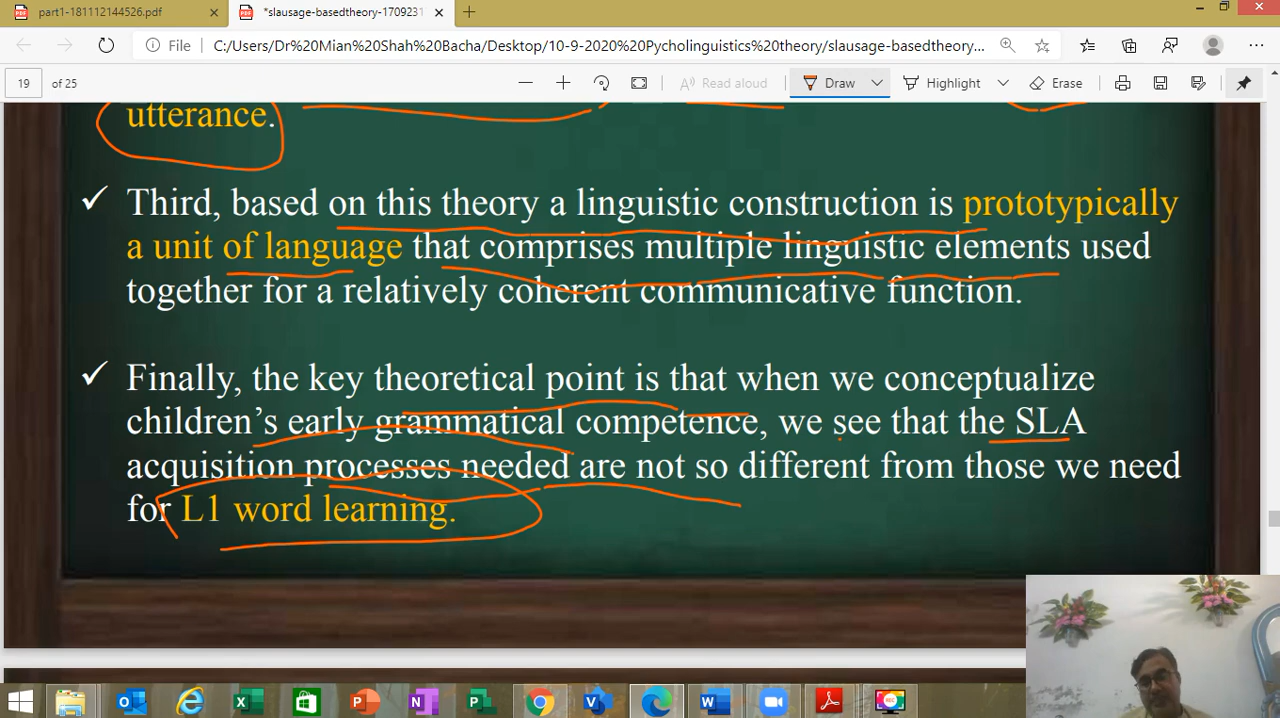 part1-181112144526.pdf
*slausage-basedtheory-1709231
File
C:/Users/Dr%20Mian%20Shah%20Bacha/Desktop/10-9-2020%20Pycholinguistics%20theory/slausage-basedtheory...
19 of 25
Read aloud
Draw
Highlight
Erase
utterance.
Third, based on this theory a linguistic construction is prototypically
a unit of language that comprises multiple linguistic elements used
together for a relatively coherent communicative function.
Finally, the key theoretical point is that when we conceptualize
children's early grammatical competence, we see that the SLA
acquisition processes needed are not so different from those we need
for L1 word learning.